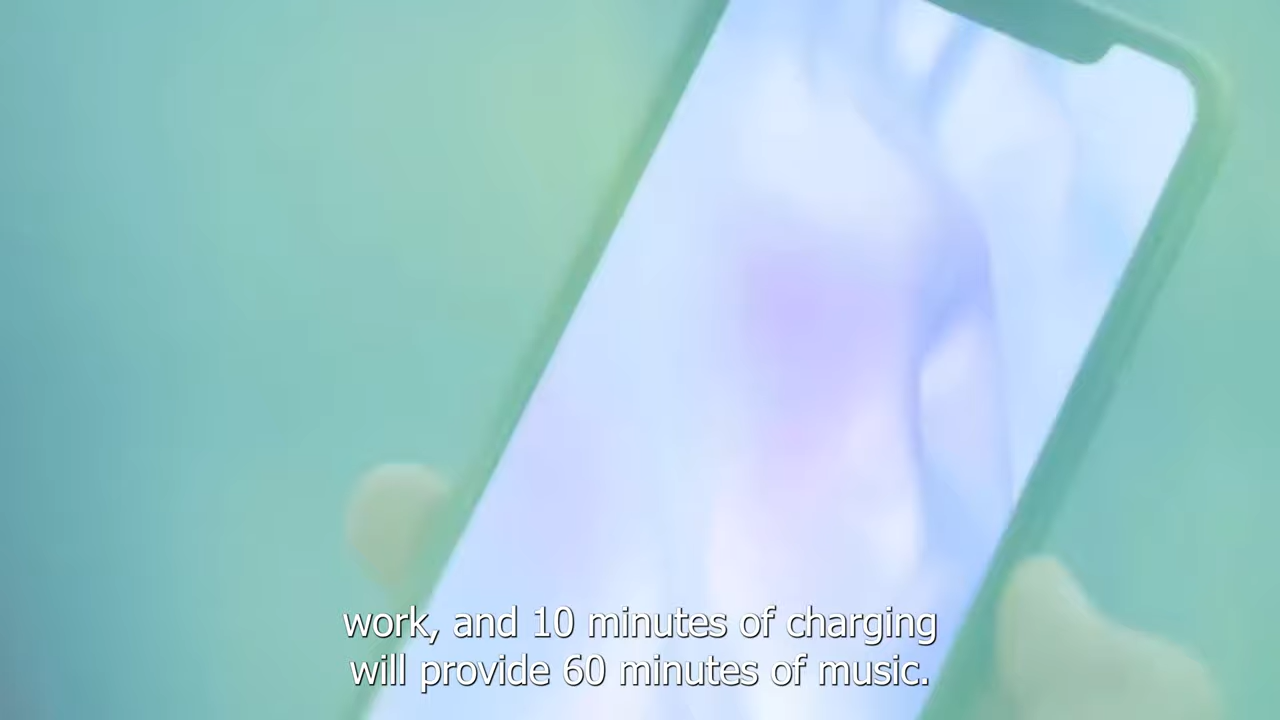 work, and 10 minutes of charging
will provide 60 minutes of music.